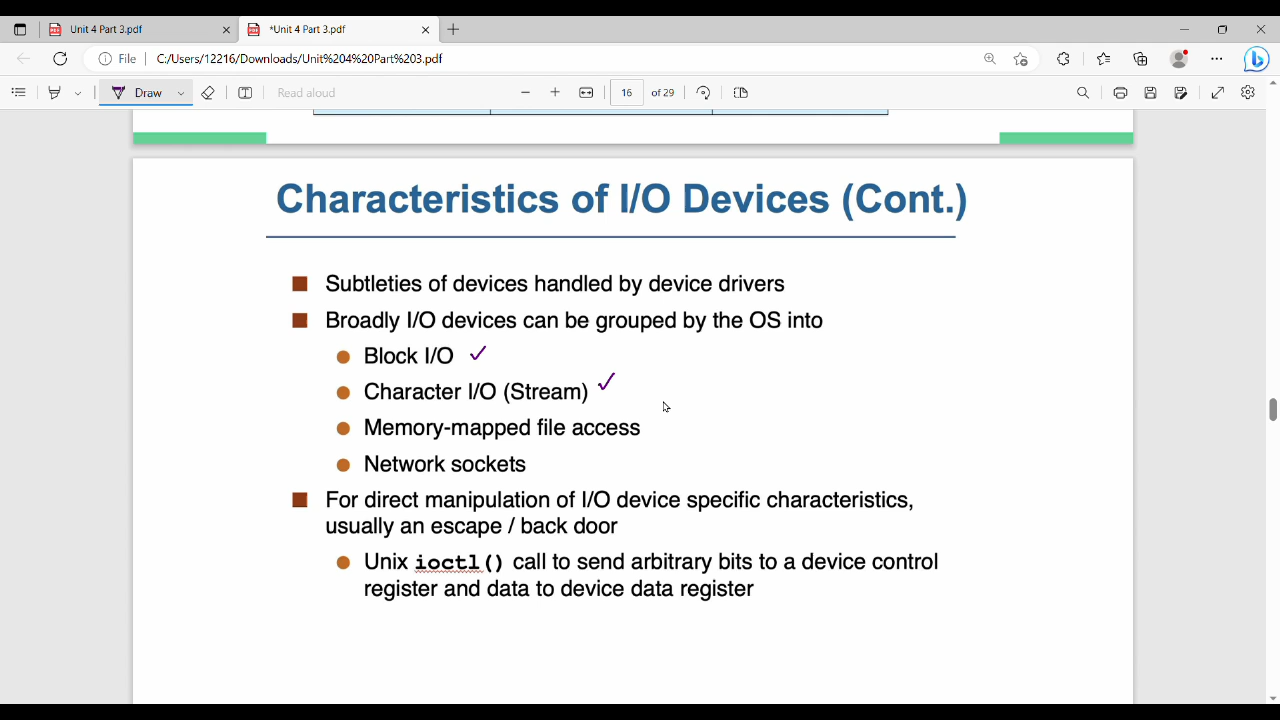 Unit 4 Part 3.pdf
*Unit 4 Part 3.pdf
File
C:/Users/12216/Downloads/Unit%204%20Part%203.pdf
Draw
Read aloud
16
of 29
Characteristics of I/O Devices (Cont.)
Subtleties of devices handled by device drivers
Broadly I/O devices can be grouped by the OS into
Block I/O
Character I/O (Stream)
Memory-mapped file access
Network sockets
For direct manipulation of I/O device specific characteristics,
usually an escape / back door
Unix ioctl() call to send arbitrary bits to a device control
register and data to device data register